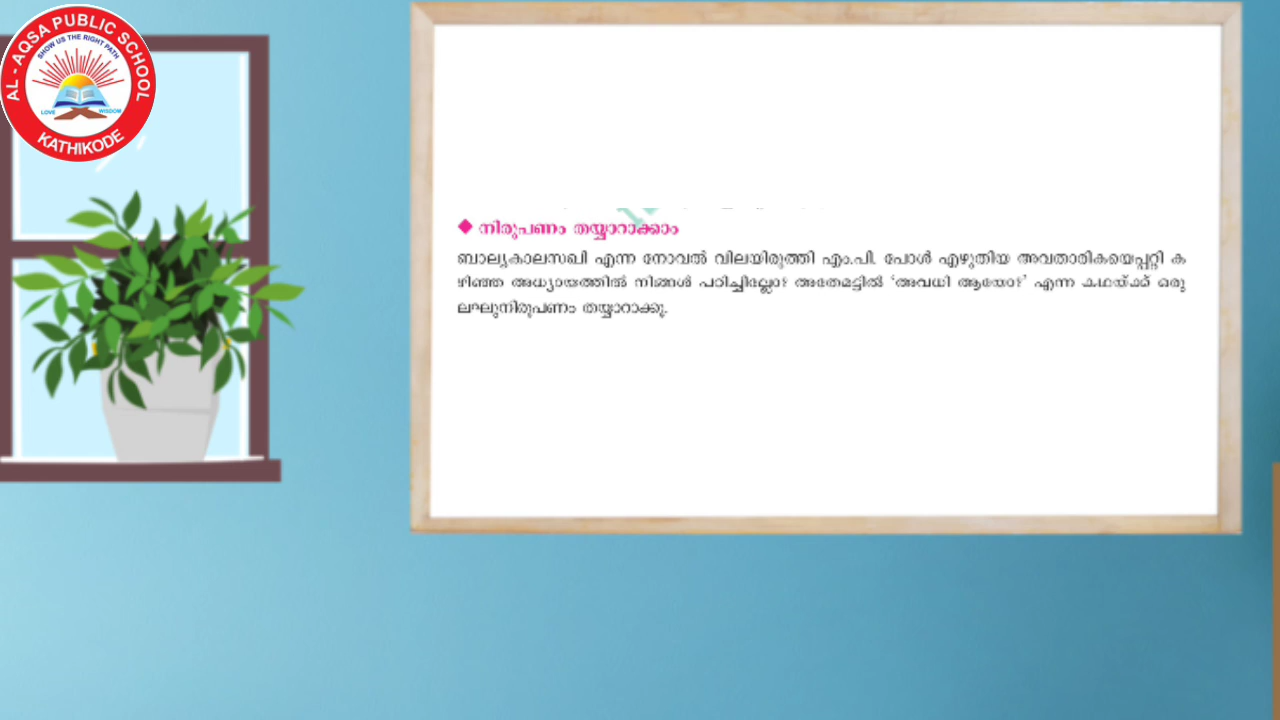 AL - AQSA PUBLIC SCHOOL
SHOW US THE RIGHT PATH
LOVE WISDOM
KATHIKODE
◆ നിരൂപണം തയ്യാറാക്കാം
ബാല്യകാലസഖി എന്ന നോവൽ വിലയിരുത്തി എം.പി. പോൾ എഴുതിയ അവതാരികയെപ്പറ്റി ക
ഴിഞ്ഞ അധ്യായത്തിൽ നിങ്ങൾ പഠിച്ചില്ലേ? അതേമട്ടിൽ ‘അവധി ആയോ?’ എന്ന കഥയ്ക്ക് ഒരു
ലഘുനിരൂപണം തയ്യാറാക്കൂ.